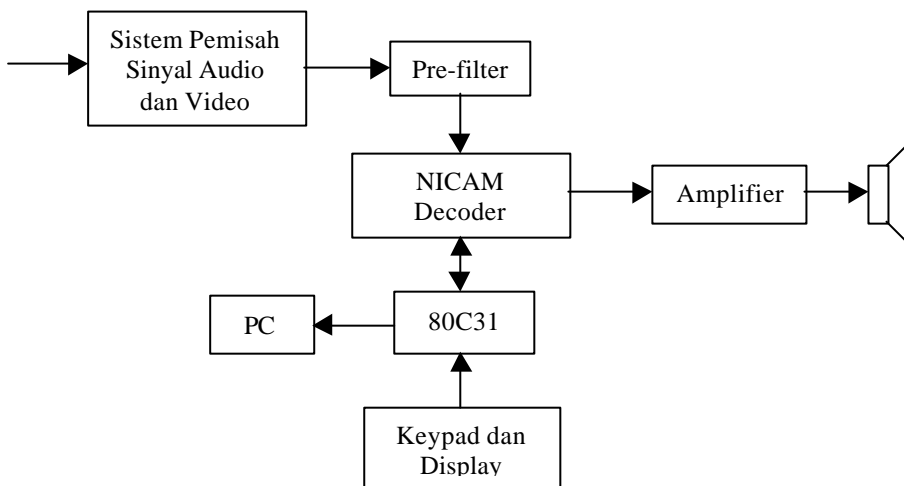 Sistem Pemisah
Sinyal Audio
dan Video
Pre-filter
NICAM
Decoder
Amplifier
PC
80C31
Keypad dan
Display